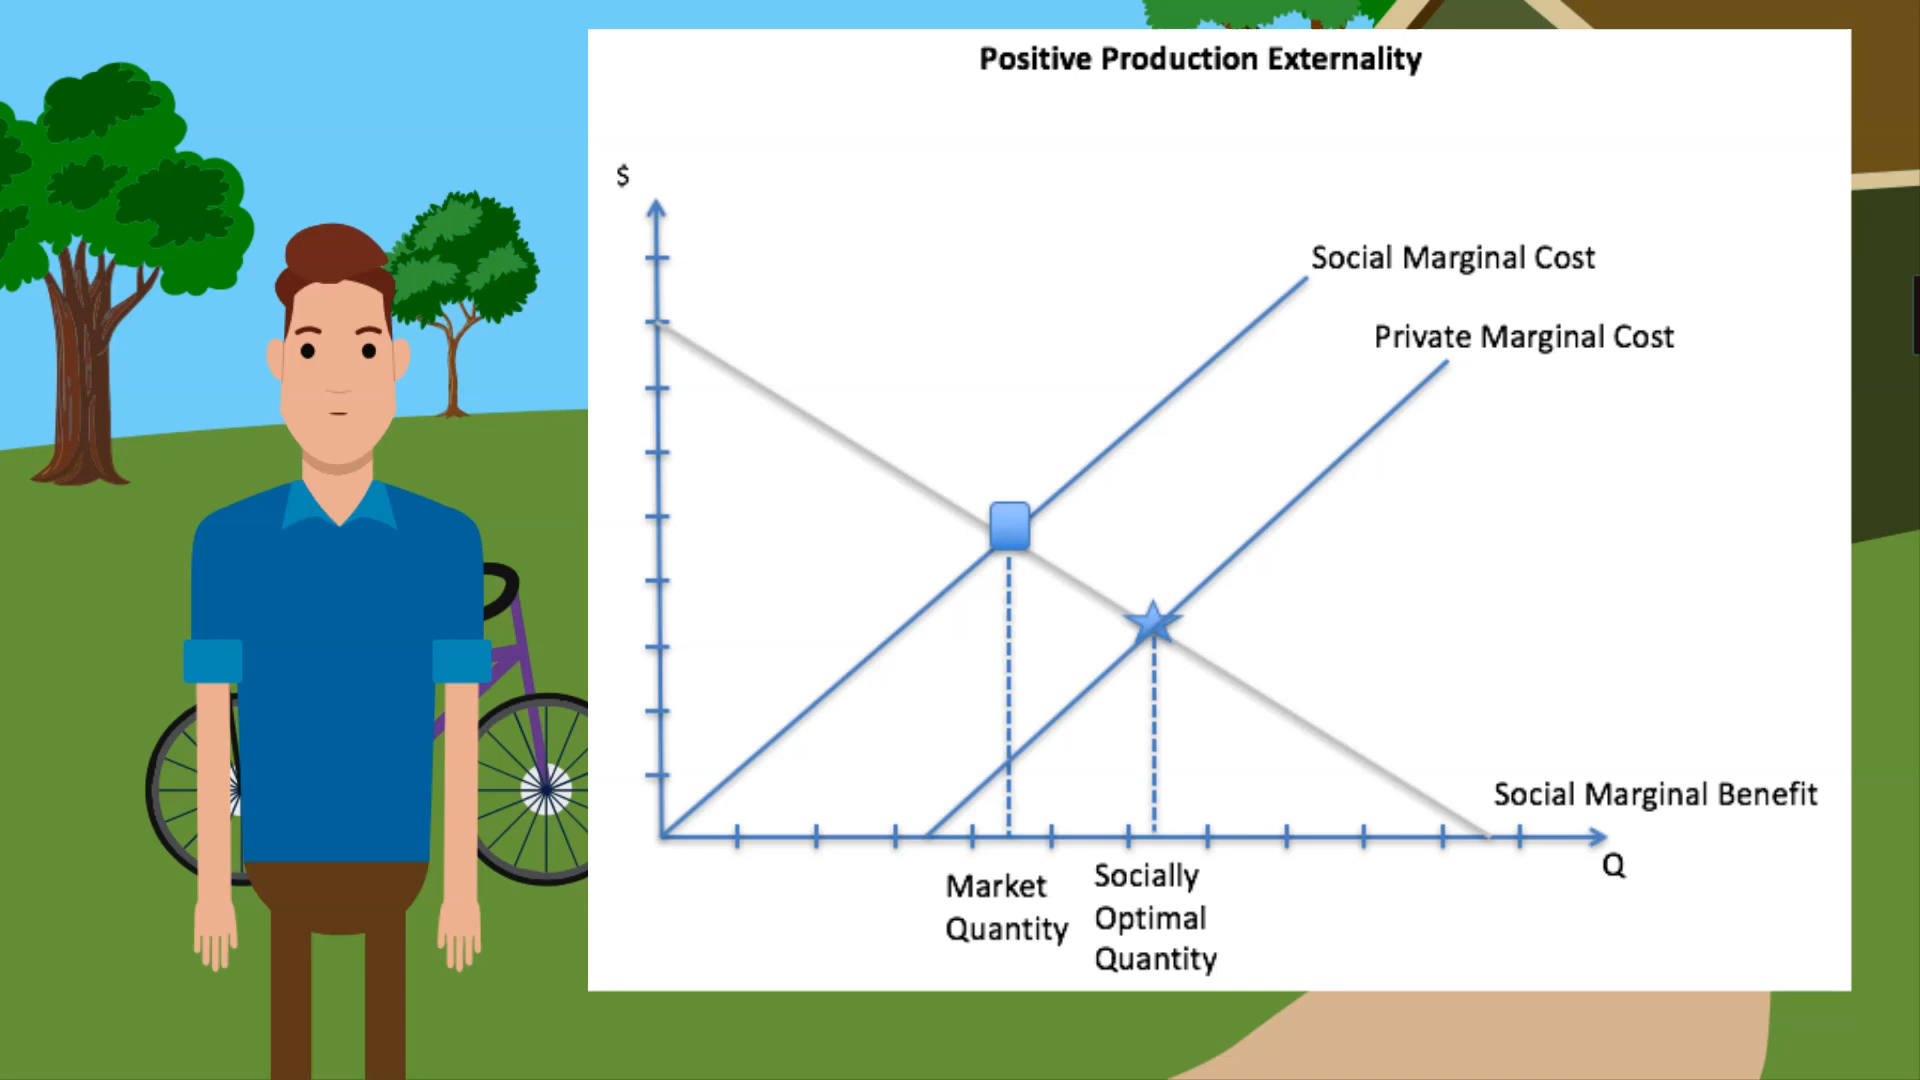 Positive Production Externality
$
Social Marginal Cost
Private Marginal Cost
Social Marginal Benefit
Q
Market
Quantity
Socially
Optimal
Quantity